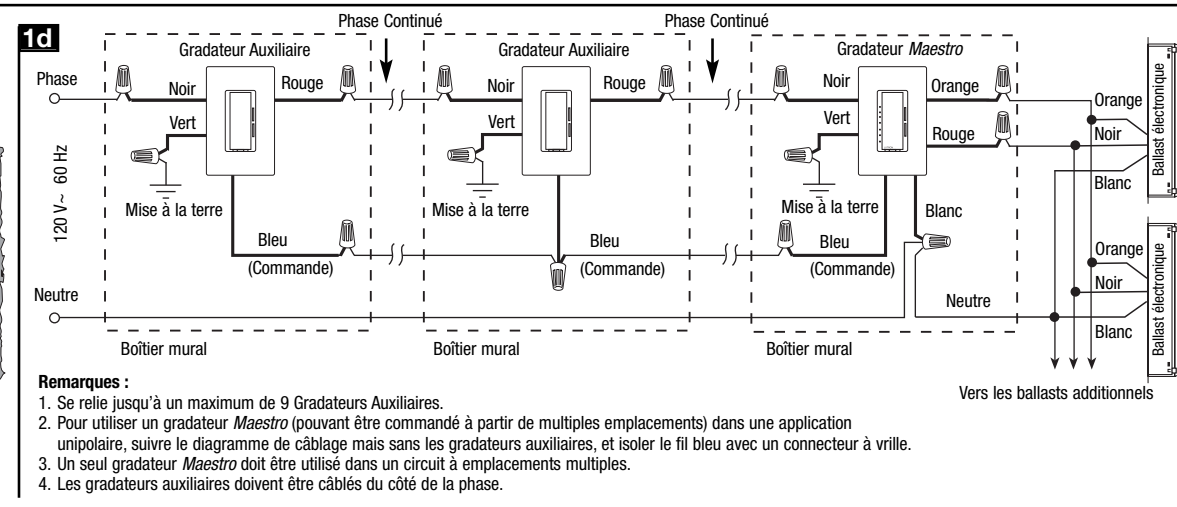 1d
Phase Continué
Phase Continué
Gradateur Auxiliaire
Gradateur Auxiliaire
Gradateur Maestro
Phase
Noir
Rouge
Noir
Rouge
Noir
Orange
Orange
Vert
Vert
Vert
Rouge
Noir
Ballast électronique
120 V~ 60 Hz
Mise à la terre
Mise à la terre
Mise à la terre
Blanc
Blanc
Bleu
(Commande)
Bleu
(Commande)
Bleu
(Commande)
Orange
Noir
Ballast électronique
Neutre
Neutre
Blanc
Boîtier mural
Boîtier mural
Boîtier mural
Vers les ballasts additionnels
Remarques :
1. Se relie jusqu'à un maximum de 9 Gradateurs Auxiliaires.
2. Pour utiliser un gradateur Maestro (pouvant être commandé à partir de multiples emplacements) dans une application
unipolaire, suivre le diagramme de câblage mais sans les gradateurs auxiliaires, et isoler le fil bleu avec un connecteur à vrille.
3. Un seul gradateur Maestro doit être utilisé dans un circuit à emplacements multiples.
4. Les gradateurs auxiliaires doivent être câblés du côté de la phase.